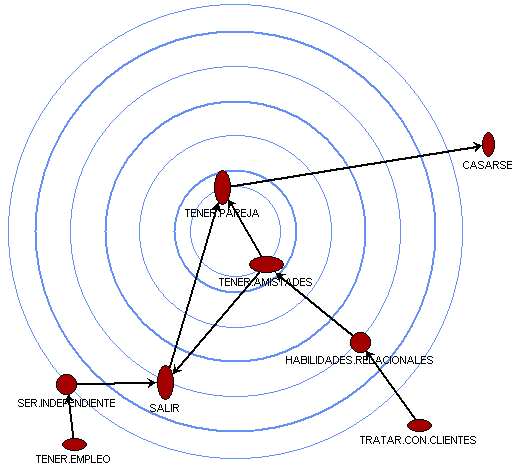 CASARSE
TENER.PAREJA
TENER.AMISTADES
HABILIDADES.RELACIONALES
SER.INDEPENDIENTE
SALIR
TRATAR.CON.CLIENTES
TENER.EMPLEO